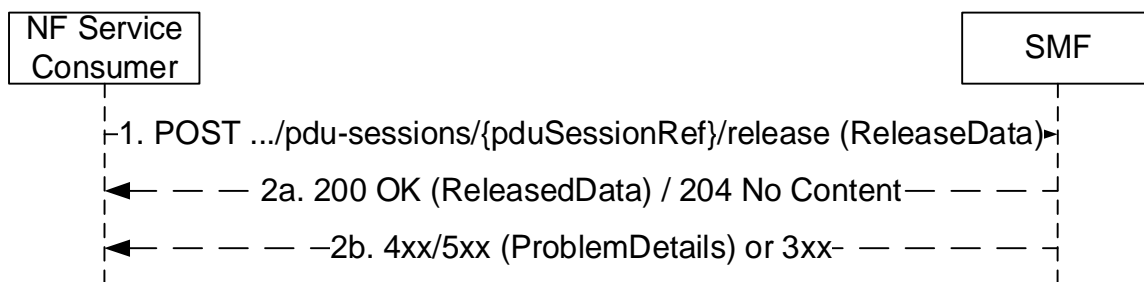 NF Service
Consumer
SMF
1. POST .../pdu-sessions/{pduSessionRef}/release (ReleaseData)
2a. 200 OK (ReleasedData) / 204 No Content
2b. 4xx/5xx (ProblemDetails) or 3xx